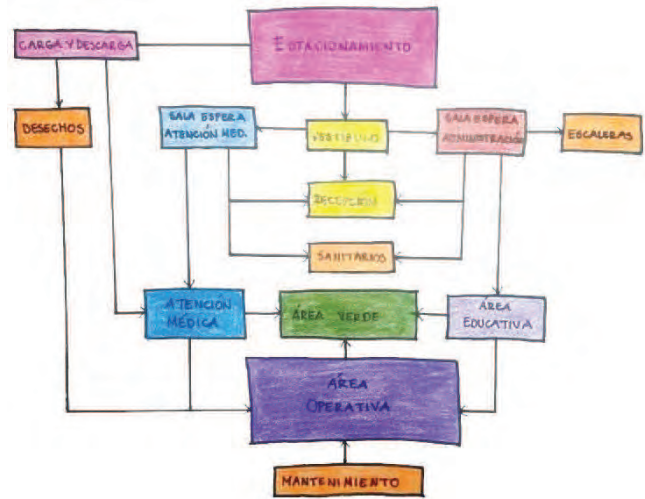 CARGA Y DESCARGA
ESTACIONAMIENTO
DESECHOS
SALA ESPERA
ATENCIÓN MED.
VESTIBULO
SALA ESPERA
ADMINISTRACIÓN
ESCALERAS
RECEPCIÓN
SANITARIOS
ATENCIÓN
MÉDICA
ÁREA VERDE
ÁREA
EDUCATIVA
ÁREA
OPERATIVA
MANTENIMIENTO